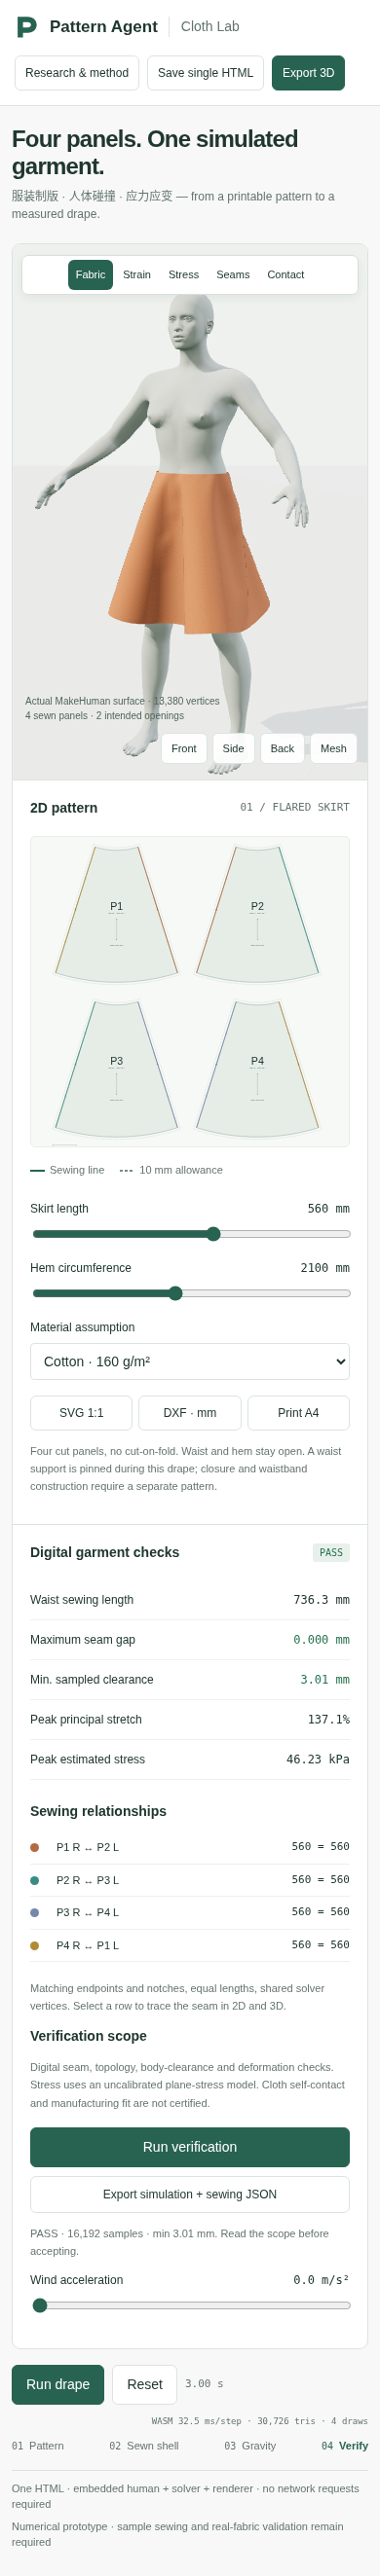 Pattern Agent Cloth Lab
Research & method Save single HTML Export 3D
Four panels. One simulated
garment.
服装制版 · 人体碰撞 · 应力应变 — from a printable pattern to a
measured drape.
Fabric Strain Stress Seams Contact
Actual MakeHuman surface · 13,380 vertices
4 sewn panels · 2 intended openings
Front Side Back Mesh
2D pattern 01 / FLARED SKIRT
P1 P2
P3 P4
Sewing line 10 mm allowance
Skirt length 560 mm
Hem circumference 2100 mm
Material assumption
Cotton · 160 g/m²
SVG 1:1 DXF · mm Print A4
Four cut panels, no cut-on-fold. Waist and hem stay open. A waist
support is pinned during this drape; closure and waistband
construction require a separate pattern.
Digital garment checks PASS
Waist sewing length 736.3 mm
Maximum seam gap 0.000 mm
Min. sampled clearance 3.01 mm
Peak principal stretch 137.1%
Peak estimated stress 46.23 kPa
Sewing relationships
P1 R ↔ P2 L 560 = 560
P2 R ↔ P3 L 560 = 560
P3 R ↔ P4 L 560 = 560
P4 R ↔ P1 L 560 = 560
Matching endpoints and seams, equal lengths, shared solver
vertices. Select a row to trace the seam in 2D and 3D.
Verification scope
Digital seam, topology, body-clearance and deformation checks.
Stress uses an uncalibrated plane-stress model. Cloth self-contact
and manufacturing fit are not certified.
Run verification
Export simulation + sewing JSON
PASS · 16,192 samples · min 3.01 mm. Read the scope before
accepting.
Wind acceleration 0.0 m/s²
Run drape Reset 3.00 s
WASM 32.5 ms/step · 30,726 tris · 4 draws
01 Pattern 02 Sewn shell 03 Gravity 04 Verify
One HTML · embedded human + solver + renderer · no network requests
required
Numerical prototype · sample sewing and real-fabric validation remain
required